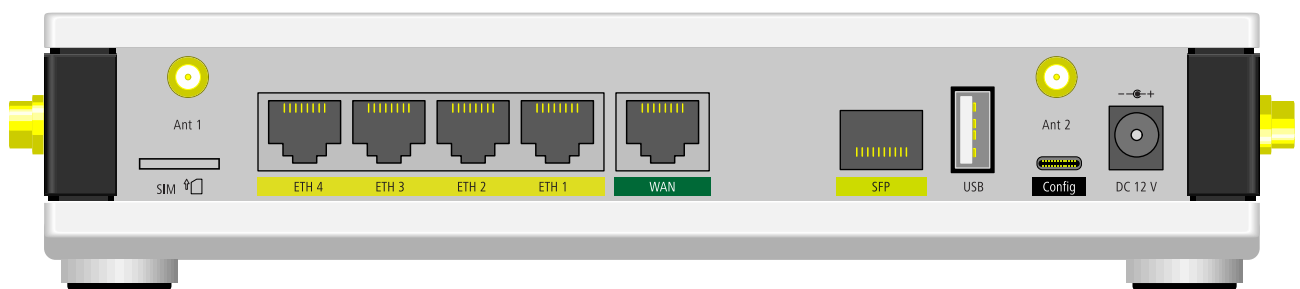 Ant 1
SIM
ETH 4
ETH 3
ETH 2
ETH 1
WAN
SFP
USB
Ant 2
Config
DC 12 V